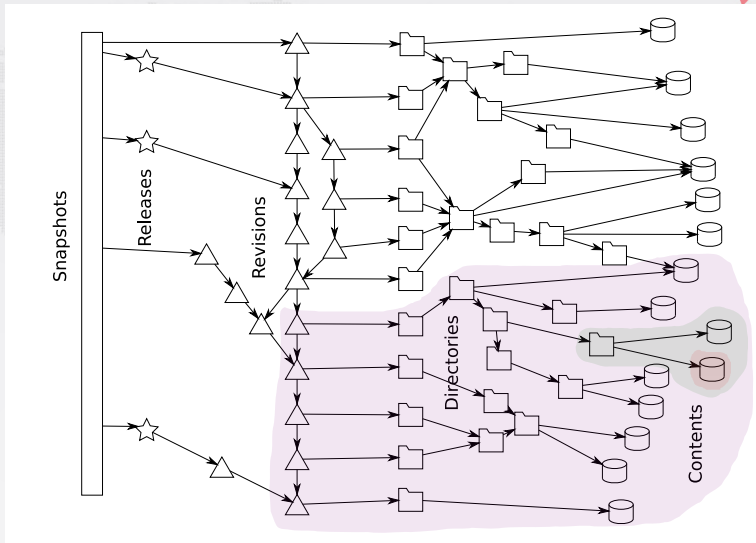 Snapshots
Releases
Revisions
Directories
Contents